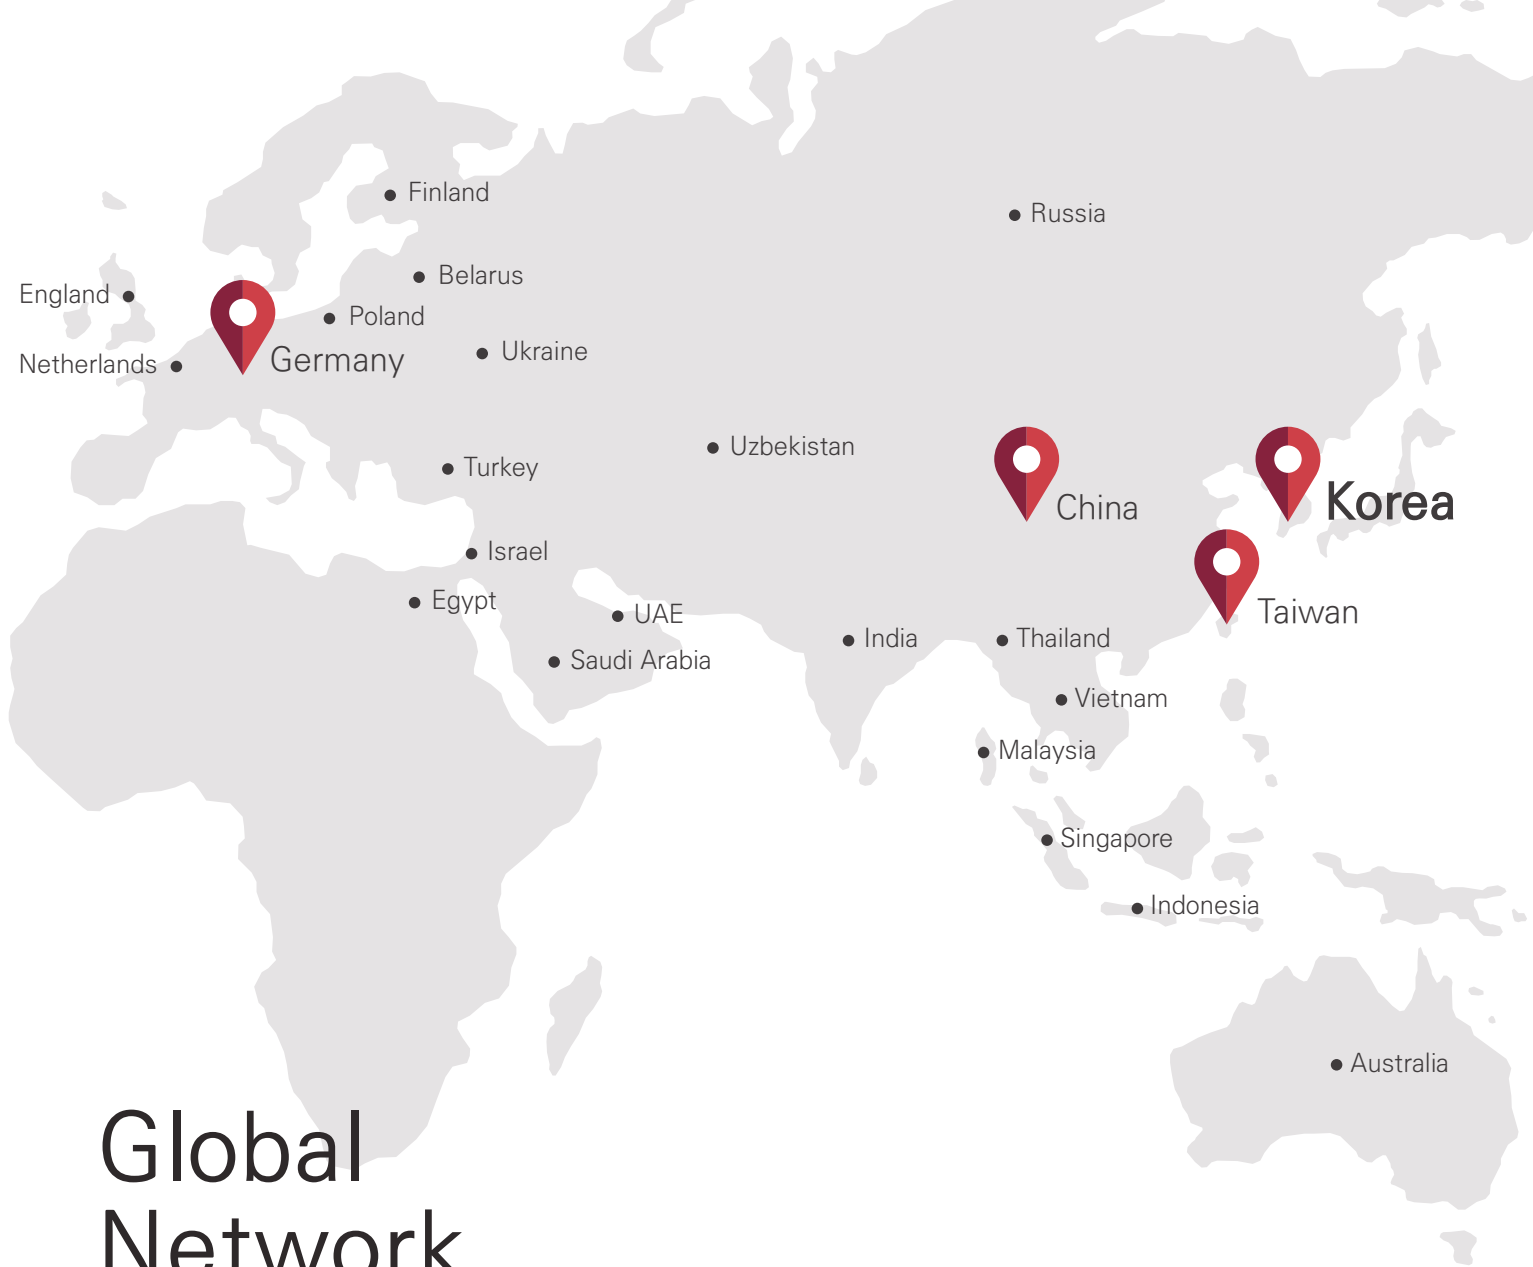 Finland
Russia
Belarus
England
Poland
Ukraine
Germany
Netherlands
Uzbekistan
Turkey
China
Korea
Israel
Egypt
UAE
Taiwan
India
Thailand
Saudi Arabia
Vietnam
Malaysia
Singapore
Indonesia
Australia
Global
Network